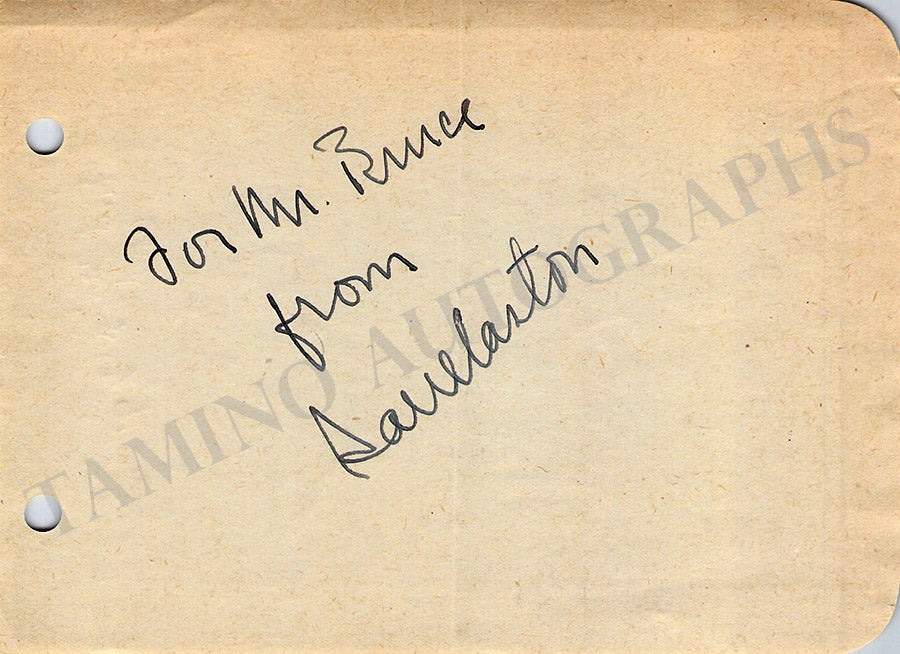 For Mr. Bruce
from
TAMINO AUTOGRAPHS